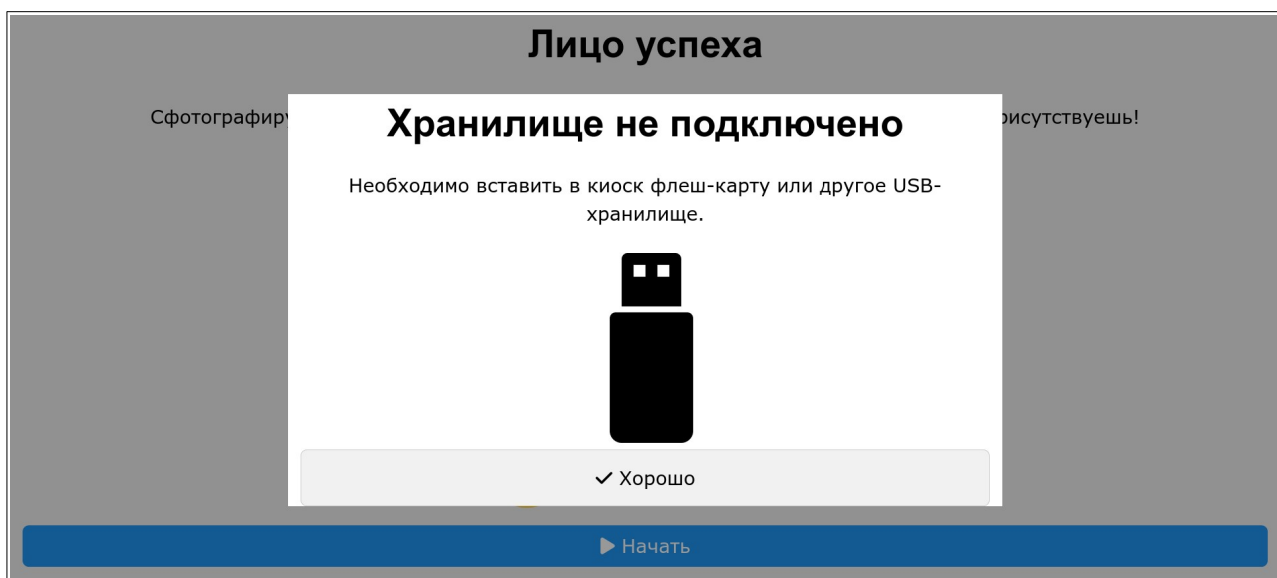 Лицо успеха
Сфотографиру
рисутствуешь!
Хранилище не подключено
Необходимо вставить в киоск флеш-карту или другое USB-
хранилище.
Хорошо
Начать